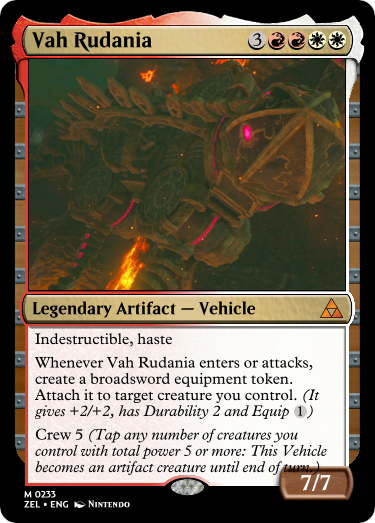 Vah Rudania 3RRWW
Legendary Artifact — Vehicle
Indestructible, haste
Whenever Vah Rudania enters or attacks,
create a broadsword equipment token.
Attach it to target creature you control. (It
gives +2/+2, has Durability 2 and Equip 1)
Crew 5 (Tap any number of creatures you
control with total power 5 or more: This Vehicle
becomes an artifact creature until end of turn.)
7/7
M 0233
ZEL • ENG Nintendo